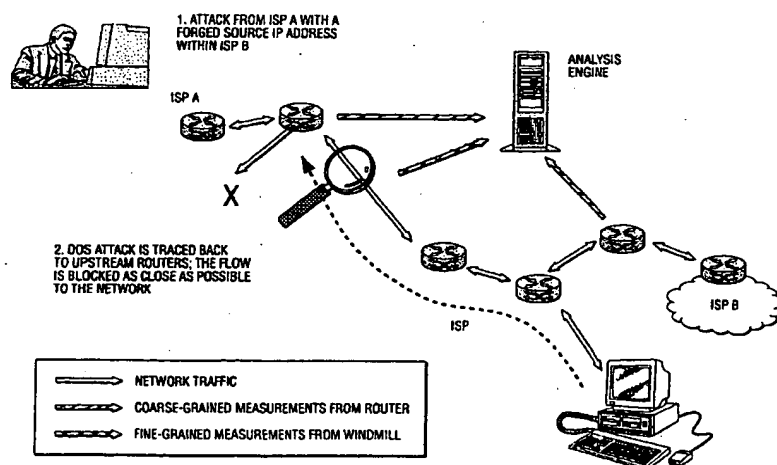 1. ATTACK FROM ISP A WITH A
FORGED SOURCE IP ADDRESS
WITHIN ISP B
ANALYSIS
ENGINE
ISP A
X
2. DOS ATTACK IS TRACED BACK
TO UPSTREAM ROUTERS; THE FLOW
IS BLOCKED AS CLOSE AS POSSIBLE
TO THE NETWORK
ISP B
ISP
NETWORK TRAFFIC
COARSE-GRAINED MEASUREMENTS FROM ROUTER
FINE-GRAINED MEASUREMENTS FROM WINDMILL